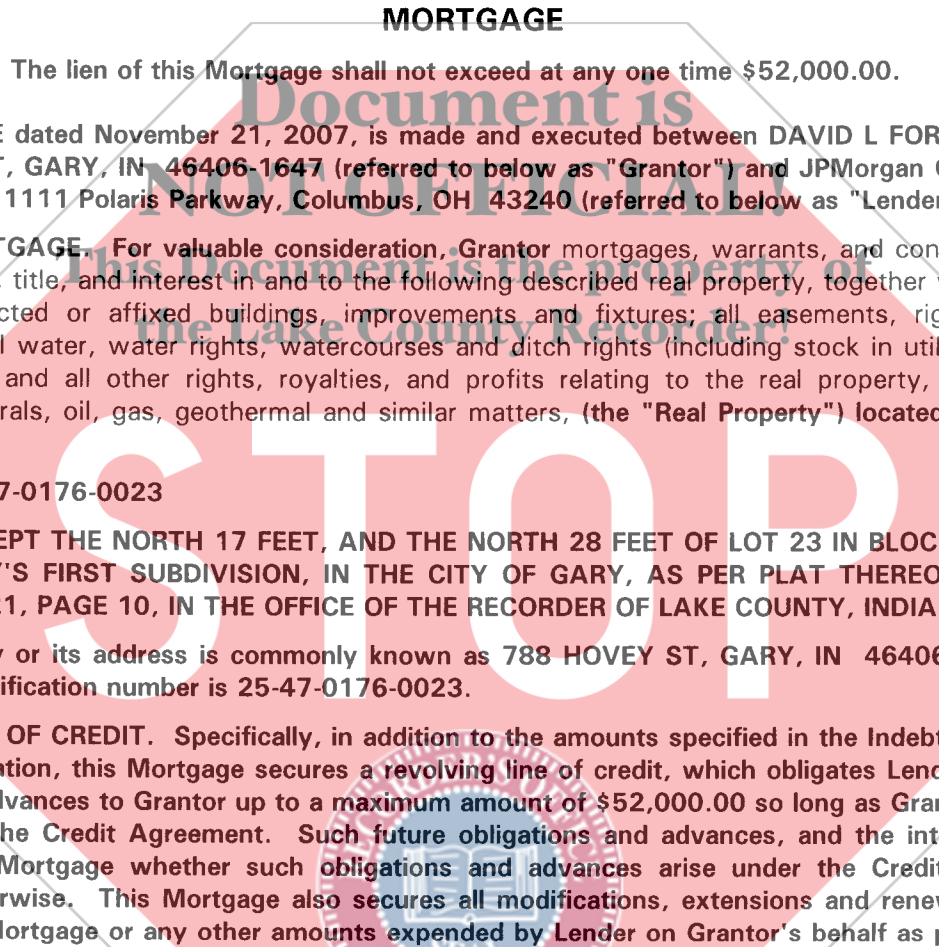 MORTGAGE
The lien of this Mortgage shall not exceed at any one time $52,000.00.
Document is
E dated November 21, 2007, is made and executed between DAVID L FOR
T, GARY, IN 46406-1647 (referred to below as "Grantor") and JPMorgan
NOT OFFICIAL!
1111 Polaris Parkway, Columbus, OH 43240 (referred to below as "Lender
TGAGE. For valuable consideration, Grantor mortgages, warrants, and con
This Document is the property of
title, and interest in and to the following described real property, together
cted or affixed buildings, improvements and fixtures; all easements, rig
the Lake County Recorder!
l water, water rights, watercourses and ditch rights (including stock in util
and all other rights, royalties, and profits relating to the real property,
rals, oil, gas, geothermal and similar matters, (the "Real Property") located
STOP
7-0176-0023
EPT THE NORTH 17 FEET, AND THE NORTH 28 FEET OF LOT 23 IN BLOC
Y'S FIRST SUBDIVISION, IN THE CITY OF GARY, AS PER PLAT THEREO
21, PAGE 10, IN THE OFFICE OF THE RECORDER OF LAKE COUNTY, INDIA
y or its address is commonly known as 788 HOVEY ST, GARY, IN 46406
ification number is 25-47-0176-0023.
OF CREDIT. Specifically, in addition to the amounts specified in the Indebt
ation, this Mortgage secures a revolving line of credit, which obligates Lend
dvances to Grantor up to a maximum amount of $52,000.00 so long as Gran
he Credit Agreement. Such future obligations and advances, and the int
Mortgage whether such obligations and advances arise under the Credit
rwise. This Mortgage also secures all modifications, extensions and renew
Mortgage or any other amounts expended by Lender on Grantor's behalf as p